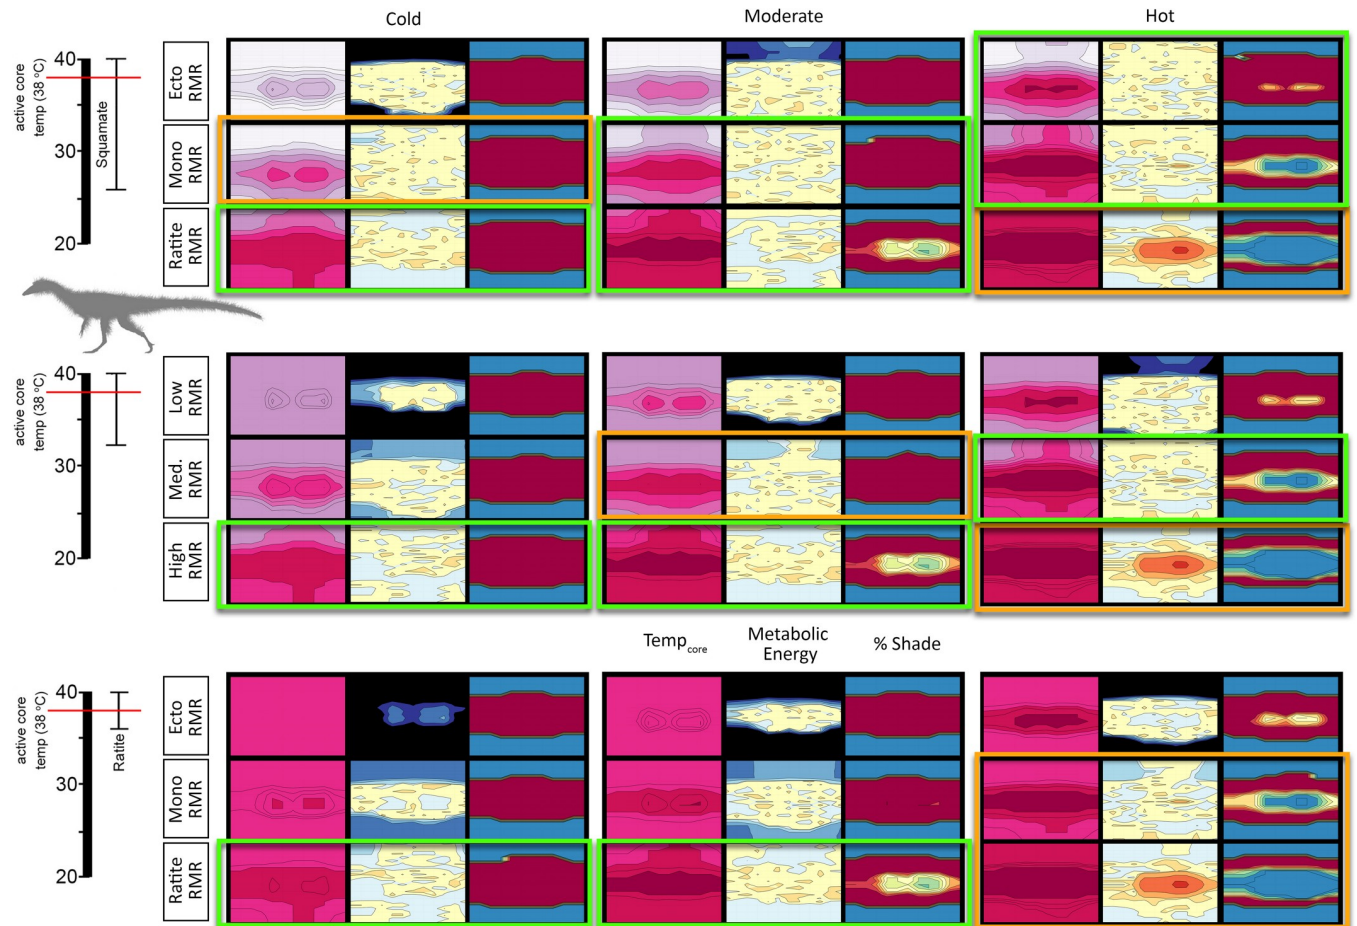 Cold
Moderate
Hot
active core
temp (38 °C)
40
30
20
Squamate
Ecto
RMR
Mono
RMR
Ratite
RMR
active core
temp (38 °C)
40
30
20
Low
RMR
Med.
RMR
High
RMR
Temp core
Metabolic
Energy
% Shade
active core
temp (38 °C)
40
30
20
Ratite
Ecto
RMR
Mono
RMR
Ratite
RMR